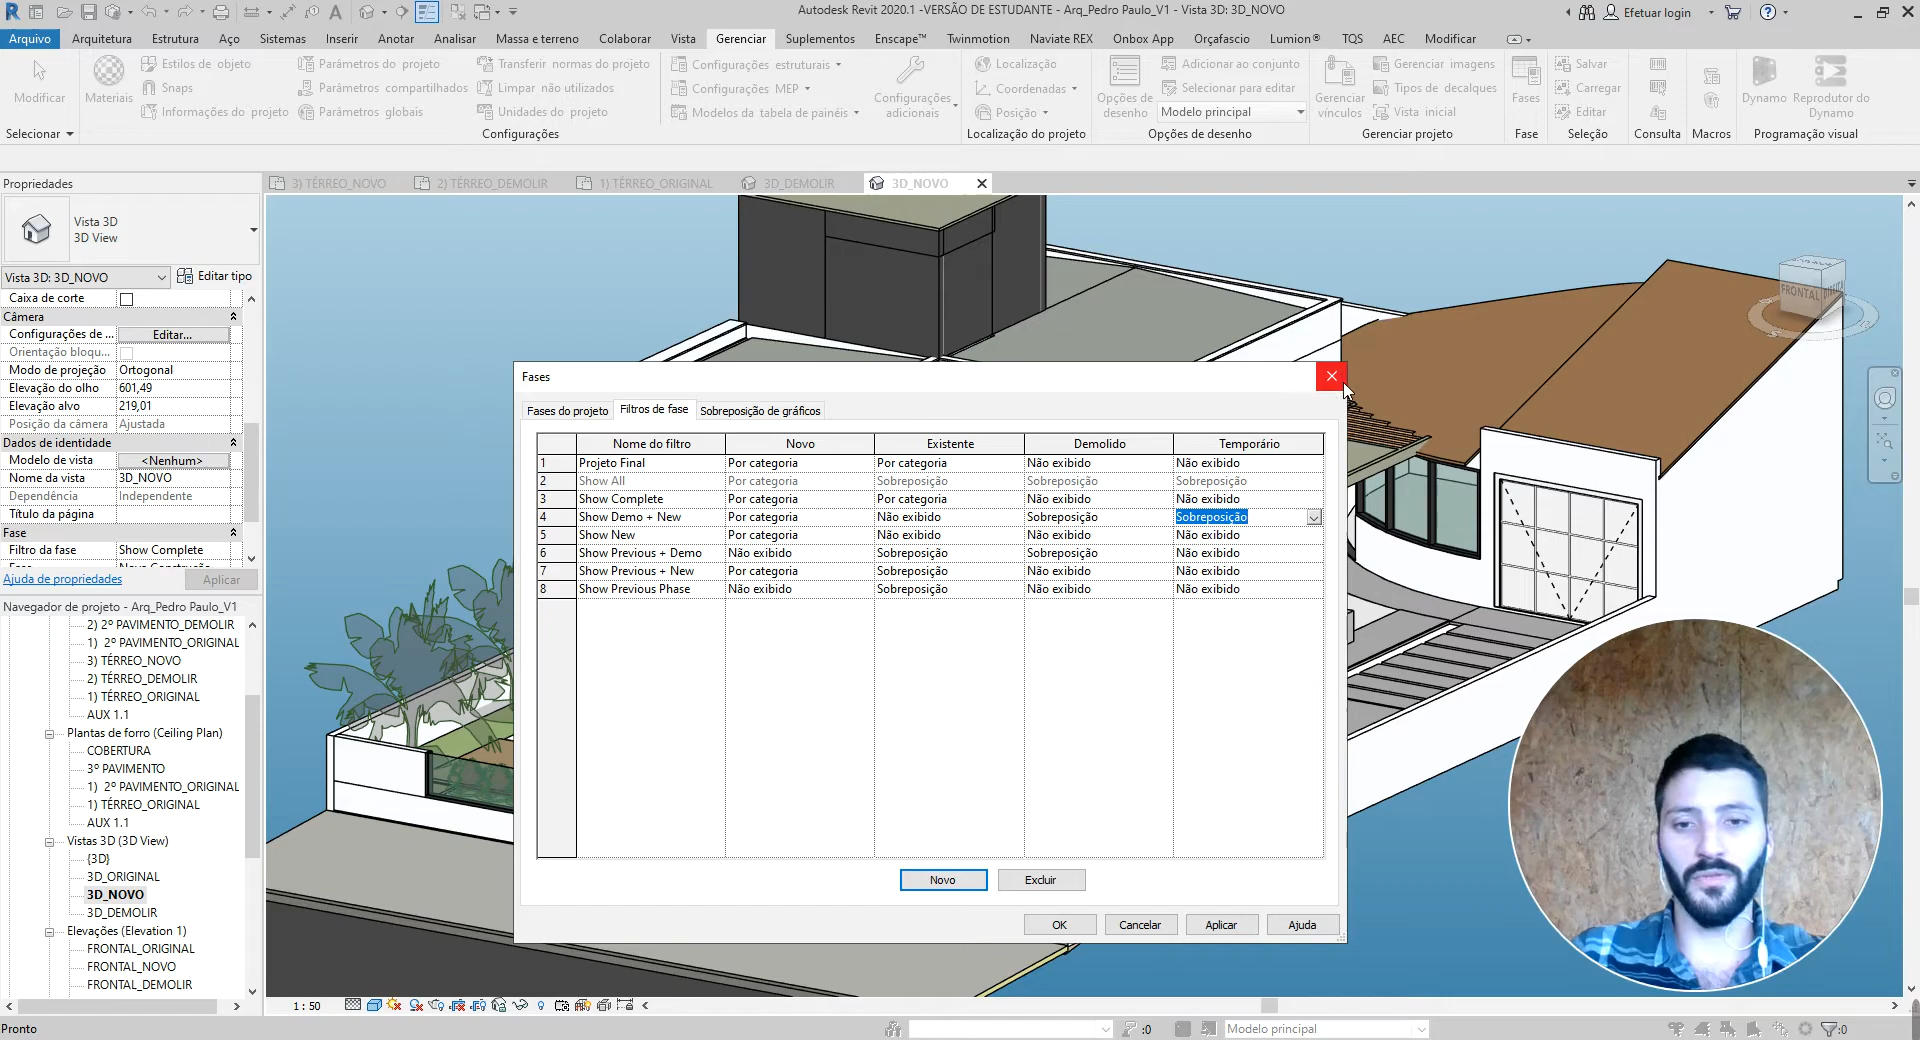 Autodesk Revit 2020.1 -VERSÃO DE ESTUDANTE - Arq_Pedro Paulo_V1 - Vista 3D: 3D_NOVO
Efetuar login
Arquivo Arquitetura Estrutura Aço Sistemas Inserir Anotar Analisar Massa e terreno Colaborar Vista Gerenciar Suplementos Enscape™ Twinmotion Naviate REX Onbox App Orçafascio Lumion® TQS AEC Modificar
Modificar
Materiais
Estilos de objeto
Snaps
Informações do projeto
Parâmetros do projeto
Parâmetros compartilhados
Parâmetros globais
Transferir normas do projeto
Limpar não utilizados
Unidades do projeto
Configurações estruturais
Configurações MEP
Modelos da tabela de painéis
Configurações
adicionais
Localização
Coordenadas
Posição
Opções de
desenho
Adicionar ao conjunto
Selecionar para editar
Modelo principal
Gerenciar
vínculos
Gerenciar imagens
Tipos de decalques
Vista inicial
Fases
Salvar
Carregar
Editar
Dynamo
Reprodutor do
Dynamo
Selecionar Configurações Localização do projeto Opções de desenho Gerenciar projeto Fase Seleção Consulta Macros Programação visual
Propriedades
3) TÉRREO_NOVO 2) TÉRREO_DEMOLIR 1) TÉRREO_ORIGINAL 3D_DEMOLIR 3D_NOVO
Vista 3D
3D View
Vista 3D: 3D_NOVO Editar tipo
Caixa de corte
Câmera
Configurações de ... Editar...
Orientação bloqu...
Modo de projeção Ortogonal
Elevação do olho 601,49
Elevação alvo 219,01
Posição da câmera Ajustada
Dados de identidade
Modelo de vista <Nenhum>
Nome da vista 3D_NOVO
Dependência Independente
Título da página
Fase
Filtro da fase Show Complete
Ajuda de propriedades Aplicar
Navegador de projeto - Arq_Pedro Paulo_V1
2) 2º PAVIMENTO_DEMOLIR
1) 2º PAVIMENTO_ORIGINAL
3) TÉRREO_NOVO
2) TÉRREO_DEMOLIR
1) TÉRREO_ORIGINAL
AUX 1.1
Plantas de forro (Ceiling Plan)
COBERTURA
3º PAVIMENTO
1) 2º PAVIMENTO_ORIGINAL
1) TÉRREO_ORIGINAL
AUX 1.1
Vistas 3D (3D View)
{3D}
3D_ORIGINAL
3D_NOVO
3D_DEMOLIR
Elevações (Elevation 1)
FRONTAL_ORIGINAL
FRONTAL_NOVO
FRONTAL_DEMOLIR
FRONTAL
Fases
Fases do projeto Filtros de fase Sobreposição de gráficos
Nome do filtro Novo Existente Demolido Temporário
1 Projeto Final Por categoria Por categoria Não exibido Não exibido
2 Show All Por categoria Sobreposição Sobreposição Sobreposição
3 Show Complete Por categoria Por categoria Não exibido Não exibido
4 Show Demo + New Por categoria Não exibido Sobreposição Sobreposição
5 Show New Por categoria Não exibido Não exibido Não exibido
6 Show Previous + Demo Não exibido Sobreposição Sobreposição Não exibido
7 Show Previous + New Por categoria Sobreposição Não exibido Não exibido
8 Show Previous Phase Não exibido Sobreposição Não exibido Não exibido
Novo Excluir
OK Cancelar Aplicar Ajuda
1 : 50
Pronto
:0
Modelo principal
:0